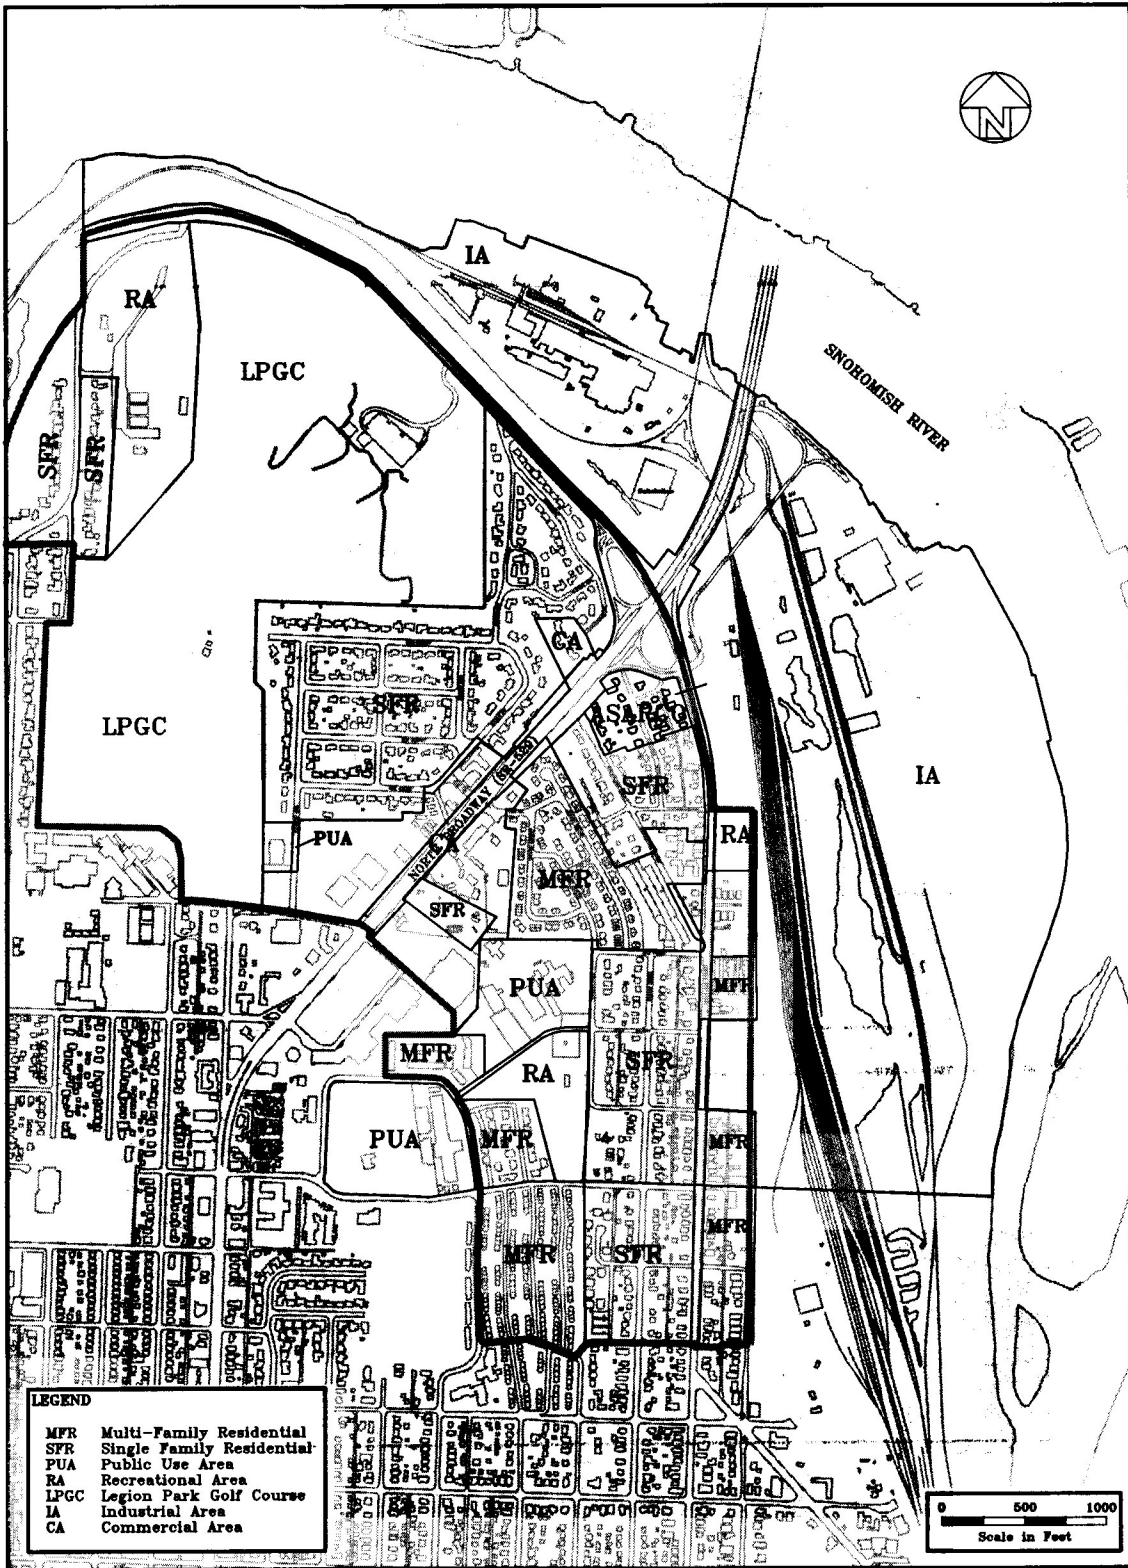 N
IA
RA
LPGC
SNOHOMISH RIVER
SFR
SFR
CA
SFR
LPGC
ASARCO
IA
SFR
NORTH BROADWAY
RA
PUA
MFR
SFR
PUA
MFR
MFR
SFR
RA
PUA
MFR
MFR
MFR
MFR
SFR
LEGEND
MFR Multi-Family Residential
SFR Single Family Residential
PUA Public Use Area
RA Recreational Area
LPGC Legion Park Golf Course
IA Industrial Area
CA Commercial Area
0 500 1000
Scale in Feet